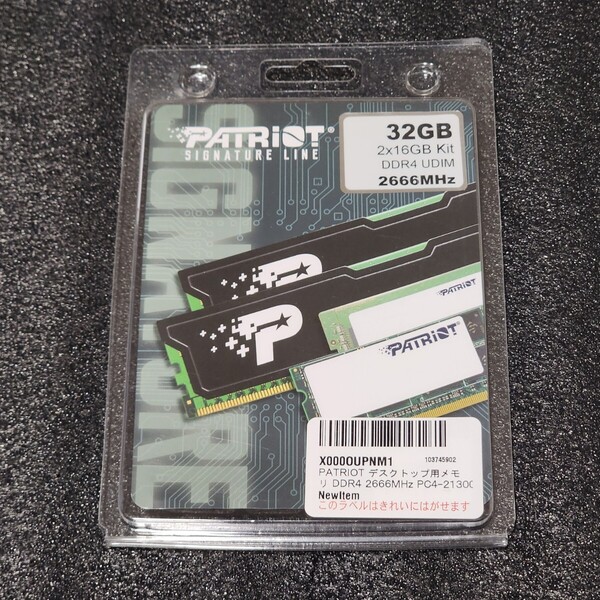 PATRIOT
SIGNATURE LINE
SIGNATURE
32GB
2x16GB Kit
DDR4 UDIM
2666MHz
P
P
PATRIOT
PATRIOT
X000OUPNM1
103745902
PATRIOT デスクトップ用メモ
リ DDR4 2666MHz PC4-21300
NewItem
このラベルはきれいにはがせます